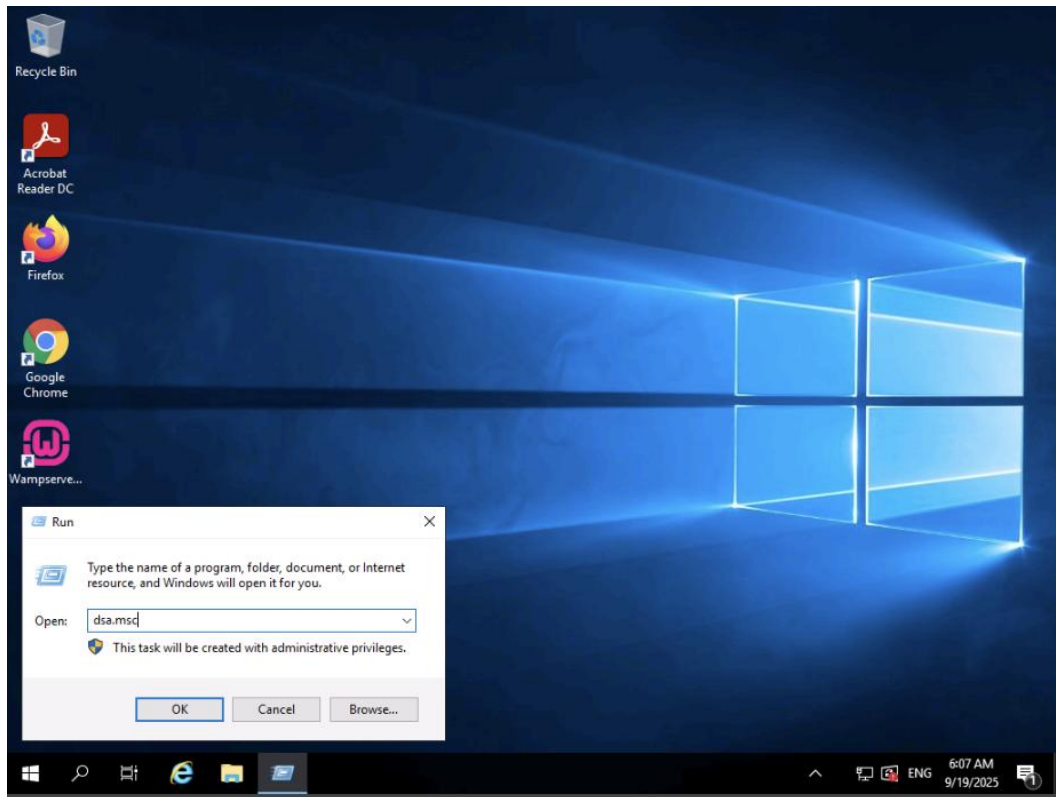 Recycle Bin
Acrobat
Reader DC
Firefox
Google
Chrome
Wampserve...
Run
Type the name of a program, folder, document, or Internet
resource, and Windows will open it for you.
Open:
dsa.msc
This task will be created with administrative privileges.
OK
Cancel
Browse...
ENG
6:07 AM
9/19/2025
1